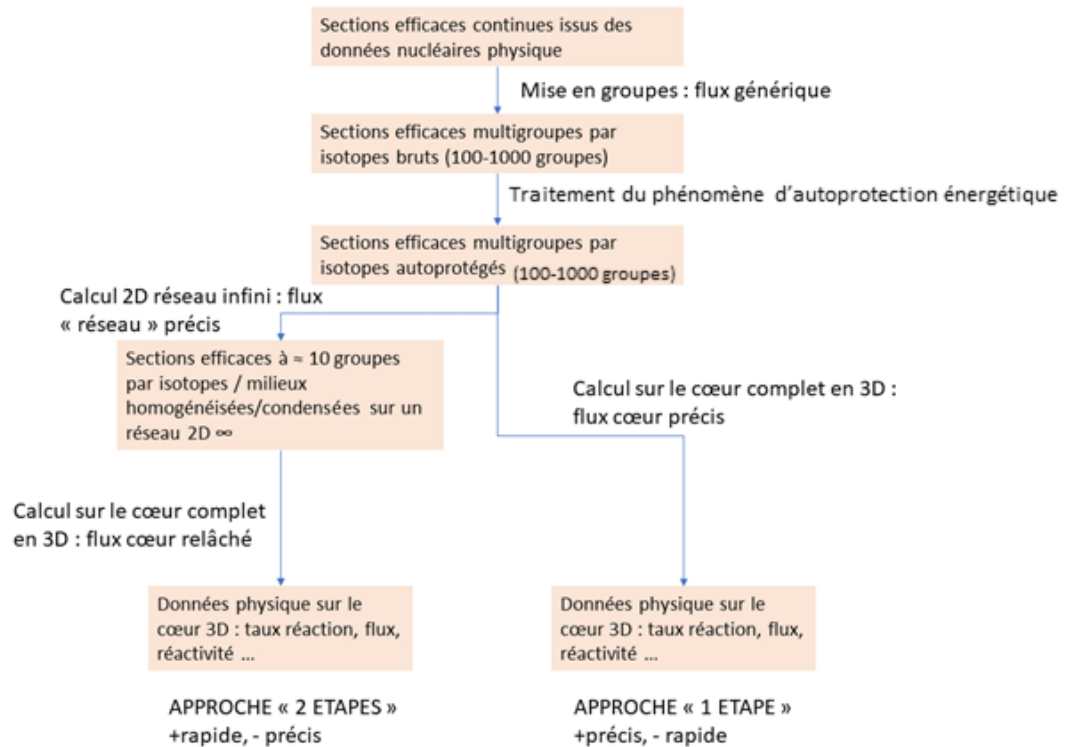 Sections efficaces continues issus des
données nucléaires physique
Mise en groupes : flux générique
Sections efficaces multigroupes par
isotopes bruts (100-1000 groupes)
Traitement du phénomène d'autoprotection énergétique
Sections efficaces multigroupes par
isotopes autoprotégés (100-1000 groupes)
Calcul 2D réseau infini : flux
« réseau » précis
Sections efficaces à ≈ 10 groupes
par isotopes / milieux
homogénéisées/condensées sur un
réseau 2D ∞
Calcul sur le cœur complet en 3D :
flux cœur précis
Calcul sur le cœur complet
en 3D : flux cœur relâché
Données physique sur le
cœur 3D : taux réaction, flux,
réactivité ...
Données physique sur le
cœur 3D : taux réaction, flux,
réactivité ...
APPROCHE « 2 ETAPES »
+rapide, - précis
APPROCHE « 1 ETAPE »
+précis, - rapide